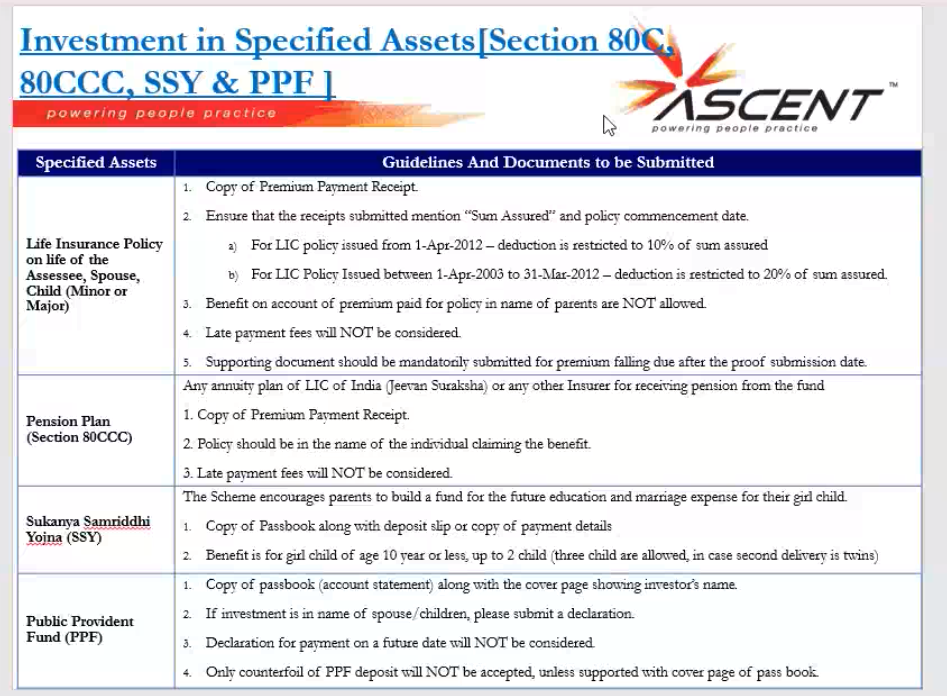 Investment in Specified Assets[Section 80C,
80CCC, SSY & PPF ]
powering people practice
ASCENT™
powering people practice
Specified Assets
Guidelines And Documents to be Submitted
Life Insurance Policy
on life of the
Assessee, Spouse,
Child (Minor or
Major)
1. Copy of Premium Payment Receipt.
2. Ensure that the receipts submitted mention “Sum Assured” and policy commencement date.
a) For LIC policy issued from 1-Apr-2012 – deduction is restricted to 10% of sum assured
b) For LIC Policy Issued between 1-Apr-2003 to 31-Mar-2012 – deduction is restricted to 20% of sum assured.
3. Benefit on account of premium paid for policy in name of parents are NOT allowed.
4. Late payment fees will NOT be considered.
5. Supporting document should be mandatorily submitted for premium falling due after the proof submission date.
Pension Plan
(Section 80CCC)
Any annuity plan of LIC of India (Jeevan Suraksha) or any other Insurer for receiving pension from the fund
1. Copy of Premium Payment Receipt.
2. Policy should be in the name of the individual claiming the benefit.
3. Late payment fees will NOT be considered.
Sukanya Samriddhi
Yojna (SSY)
The Scheme encourages parents to build a fund for the future education and marriage expense for their girl child.
1. Copy of Passbook along with deposit slip or copy of payment details
2. Benefit is for girl child of age 10 year or less, up to 2 child (three child are allowed, in case second delivery is twins)
Public Provident
Fund (PPF)
1. Copy of passbook (account statement) along with the cover page showing investor’s name.
2. If investment is in name of spouse/children, please submit a declaration.
3. Declaration for payment on a future date will NOT be considered.
4. Only counterfoil of PPF deposit will NOT be accepted, unless supported with cover page of pass book.